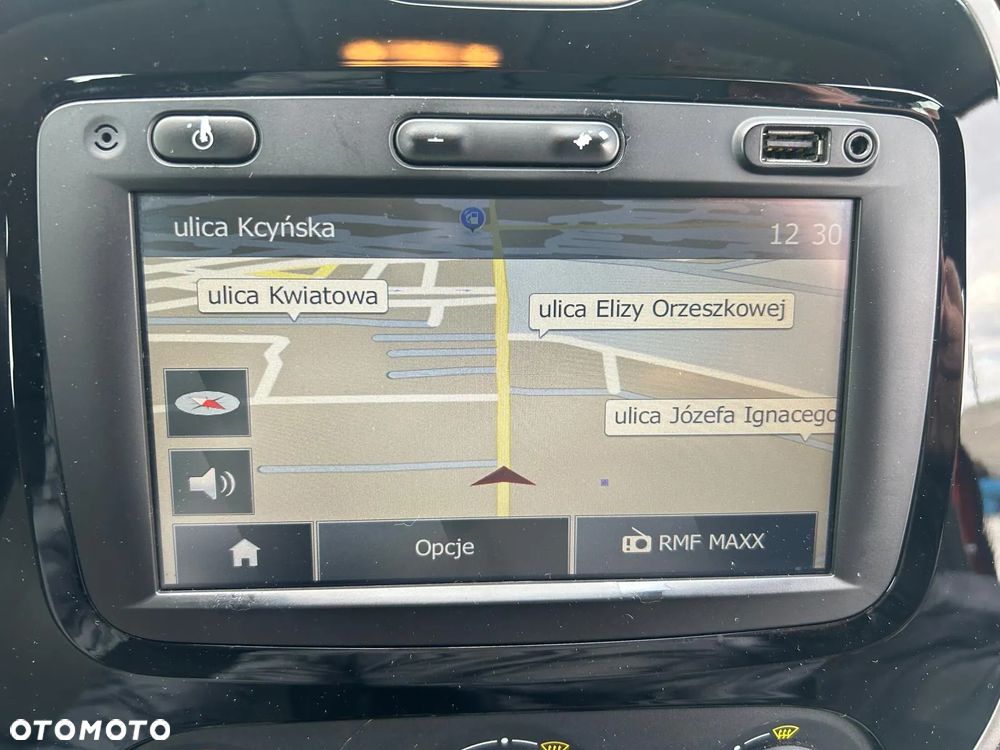 ulica Kcyńska
12 30
ulica Kwiatowa
ulica Elizy Orzeszkowej
ulica Józefa Ignacego
Opcje
RMF MAXX
OTOMOTO